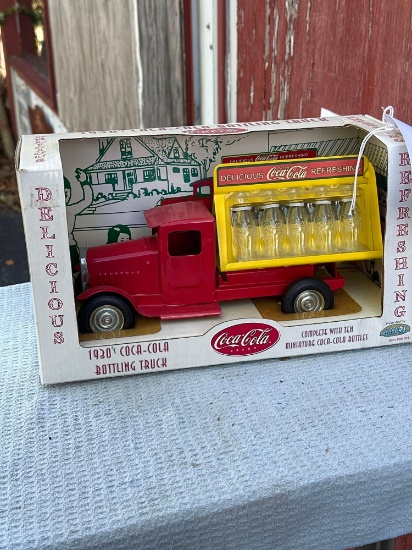 DELICIOUS
REFRESHING
DELICIOUS Coca-Cola REFRESHING
1930's COCA-COLA
BOTTLING TRUCK
Coca-Cola
BRAND
COMPLETE WITH TEN
MINIATURE COCA-COLA BOTTLES